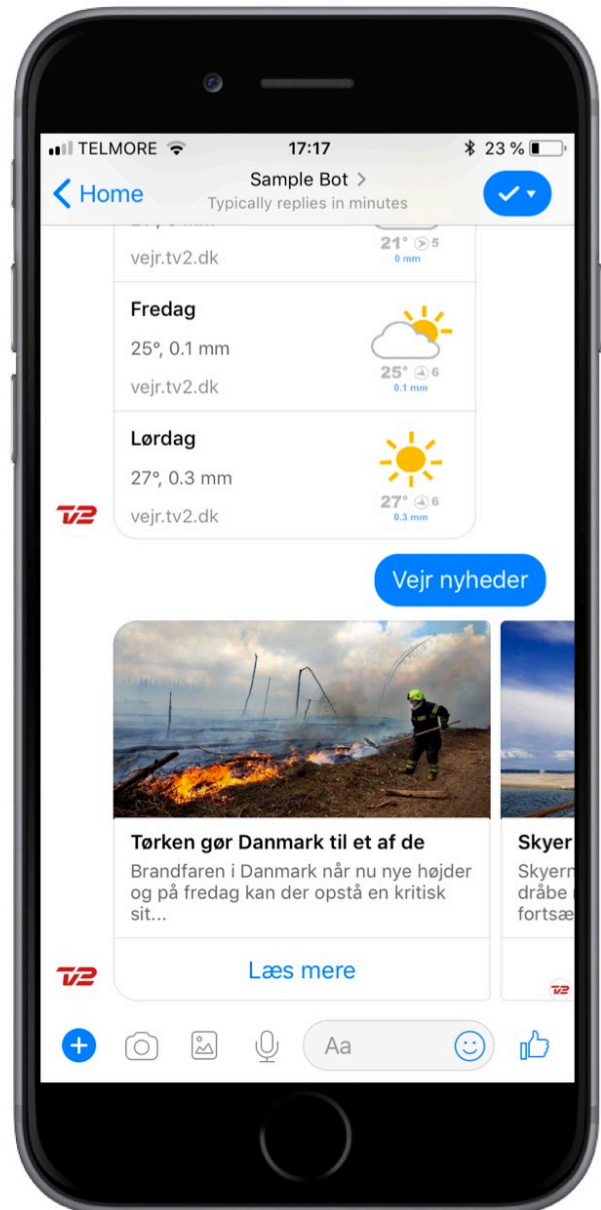 TELMORE 17:17 23 %
Home
Sample Bot >
Typically replies in minutes
21° 5
vejr.tv2.dk
0 mm
Fredag
25°, 0.1 mm
25° 6
vejr.tv2.dk
0.1 mm
Lørdag
27°, 0.3 mm
27° 6
vejr.tv2.dk
0.3 mm
TV2
Vejr nyheder
Tørken gør Danmark til et af de
Brandfaren i Danmark når nu nye højder
og på fredag kan der opstå en kritisk
sit...
Læs mere
TV2
Skyer
Skyern
dråbe
fortsæ
TV2
Aa